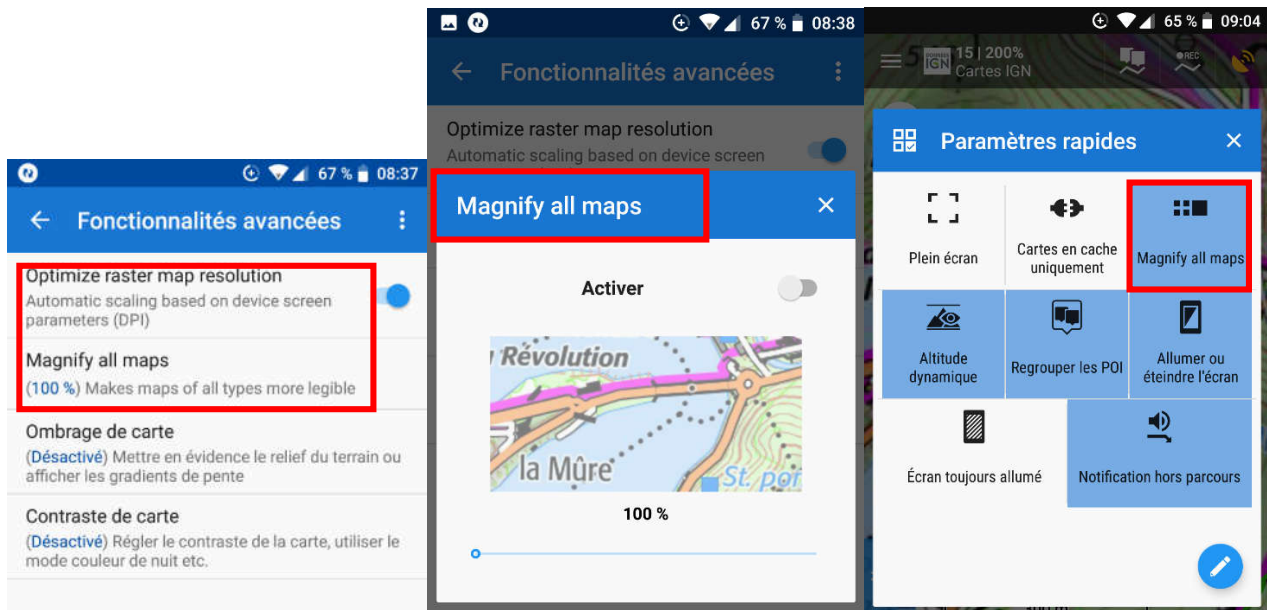 67 % 08:37
Fonctionnalités avancées
Optimize raster map resolution
Automatic scaling based on device screen
parameters (DPI)
Magnify all maps
(100 %) Makes maps of all types more legible
Ombrage de carte
(Désactivé) Mettre en évidence le relief du terrain ou
afficher les gradients de pente
Contraste de carte
(Désactivé) Régler le contraste de la carte, utiliser le
mode couleur de nuit etc.
67 % 08:38
Fonctionnalités avancées
Optimize raster map resolution
Automatic scaling based on device screen
Magnify all maps
Activer
Révolution
la Mûre
St. poi
100 %
65 % 09:04
IGN
15 | 200%
Cartes IGN
REC
Paramètres rapides
Plein écran
Cartes en cache
uniquement
Magnify all maps
Altitude
dynamique
Regrouper les POI
Allumer ou
éteindre l'écran
Écran toujours allumé
Notification hors parcours